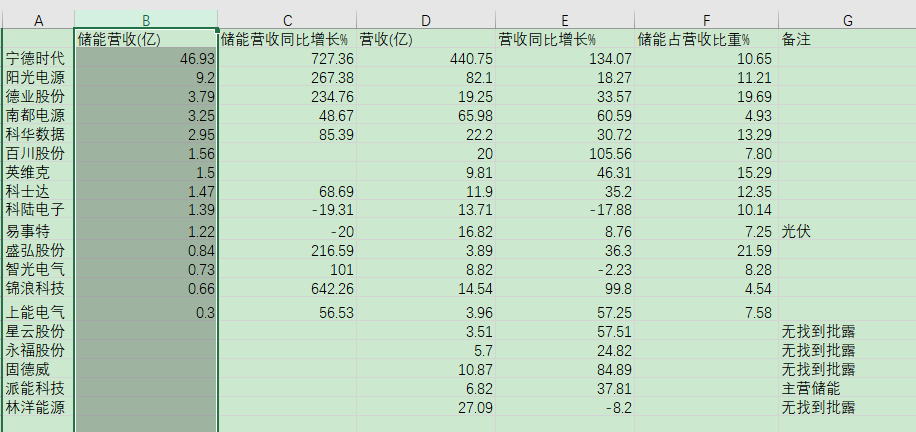 A B C D E F G
储能营收(亿) 储能营收同比增长% 营收(亿) 营收同比增长% 储能占营收比重% 备注
宁德时代 46.93 727.36 440.75 134.07 10.65
阳光电源 9.2 267.38 82.1 18.27 11.21
德业股份 3.79 234.76 19.25 33.57 19.69
南都电源 3.25 48.67 65.98 60.59 4.93
科华数据 2.95 85.39 22.2 30.72 13.29
百川股份 1.56 20 105.56 7.80
英维克 1.5 9.81 46.31 15.29
科士达 1.47 68.69 11.9 35.2 12.35
科陆电子 1.39 -19.31 13.71 -17.88 10.14
易事特 1.22 -20 16.82 8.76 7.25 光伏
盛弘股份 0.84 216.59 3.89 36.3 21.59
智光电气 0.73 101 8.82 -2.23 8.28
锦浪科技 0.66 642.26 14.54 99.8 4.54
上能电气 0.3 56.53 3.96 57.25 7.58
星云股份 3.51 57.51 无找到批露
永福股份 5.7 24.82 无找到批露
固德威 10.87 84.89 无找到批露
派能科技 6.82 37.81 主营储能
林洋能源 27.09 -8.2 无找到批露